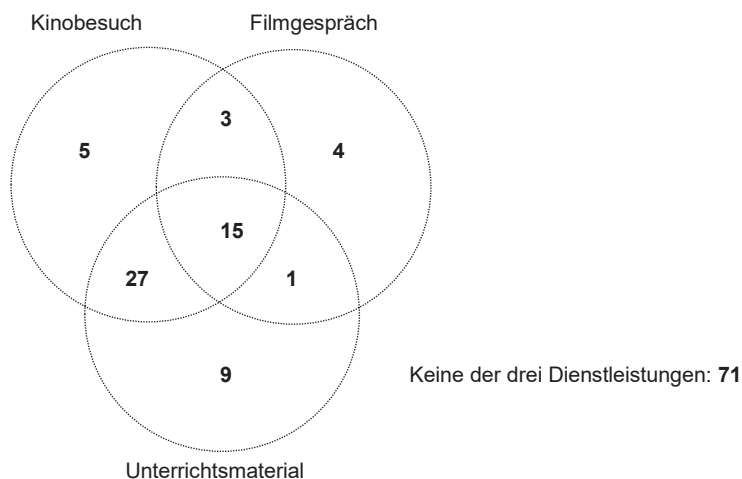 Kinobesuch Filmgespräch
3
5 4
15
27 1
9 Keine der drei Dienstleistungen: 71
Unterrichtsmaterial